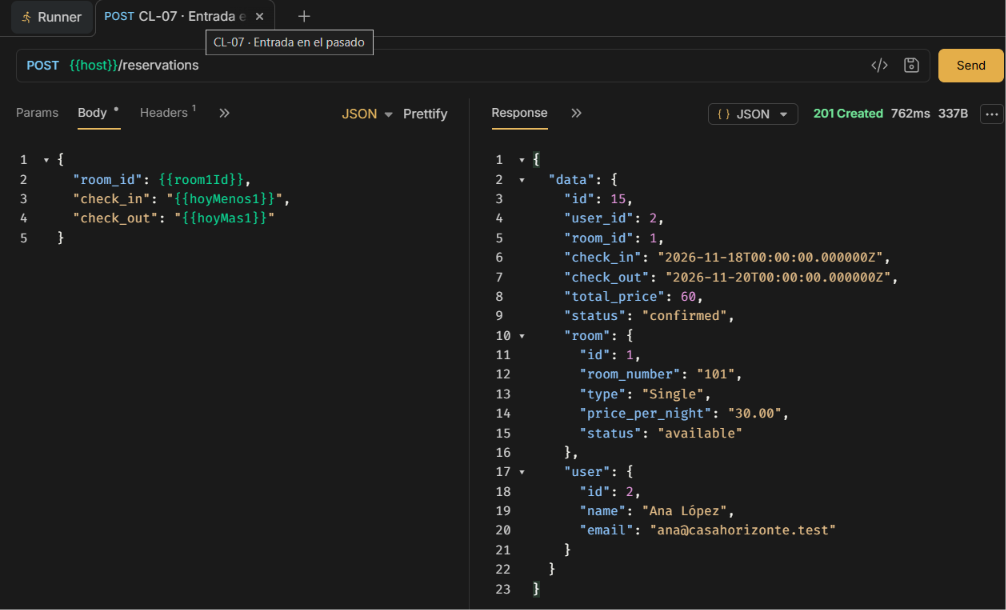 Runner
POST CL-07 · Entrada e
CL-07 · Entrada en el pasado
POST {{host}}/reservations
Send
Params Body Headers 1
JSON Prettify
1 {
2 "room_id": {{room1Id}},
3 "check_in": "{{hoyMenos1}}",
4 "check_out": "{{hoyMas1}}"
5 }
Response
{ } JSON
201 Created 762ms 337B
1 {
2 "data": {
3 "id": 15,
4 "user_id": 2,
5 "room_id": 1,
6 "check_in": "2026-11-18T00:00:00.000000Z",
7 "check_out": "2026-11-20T00:00:00.000000Z",
8 "total_price": 60,
9 "status": "confirmed",
10 "room": {
11 "id": 1,
12 "room_number": "101",
13 "type": "Single",
14 "price_per_night": "30.00",
15 "status": "available"
16 },
17 "user": {
18 "id": 2,
19 "name": "Ana López",
20 "email": "ana@casahorizonte.test"
21 }
22 }
23 }